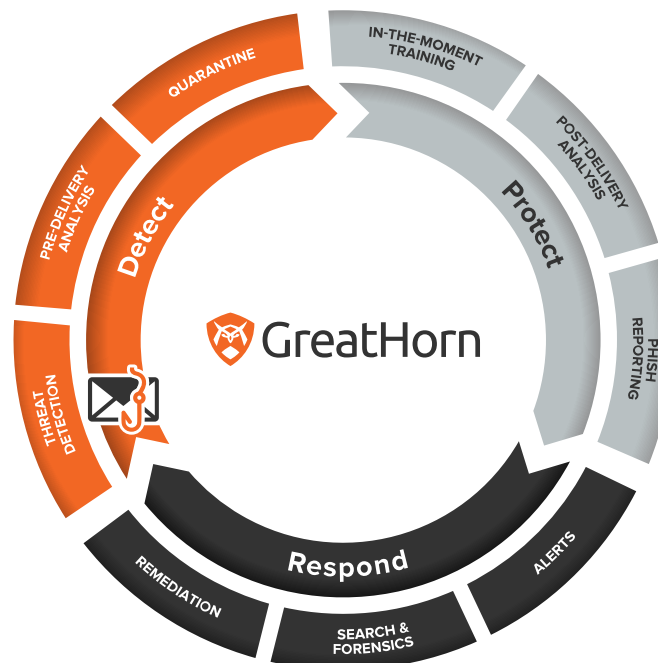 QUARANTINE
IN-THE-MOMENT
TRAINING
POST-DELIVERY
ANALYSIS
PHISH
REPORTING
ALERTS
SEARCH &
FORENSICS
REMEDIATION
THREAT
DETECTION
PRE-DELIVERY
ANALYSIS
Detect
Protect
Respond
GreatHorn